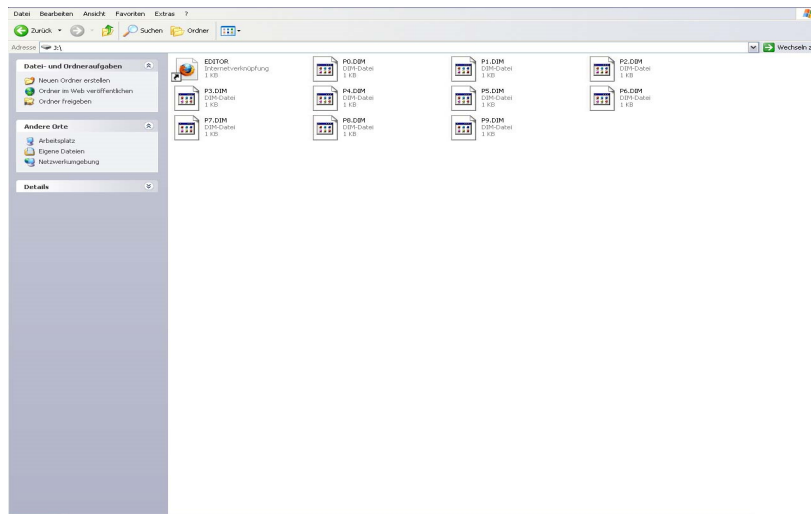 Datei Bearbeiten Ansicht Favoriten Extras ?
Zurück Suchen Ordner
Adresse J:\ Wechseln z
Datei- und Ordneraufgaben
Neuen Ordner erstellen
Ordner im Web veröffentlichen
Ordner freigeben
Andere Orte
Arbeitsplatz
Eigene Dateien
Netzwerkumgebung
Details
EDITOR
Internetverknüpfung
1 KB
P0.DIM
DIM-Datei
1 KB
P1.DIM
DIM-Datei
1 KB
P2.DIM
DIM-Datei
1 KB
P3.DIM
DIM-Datei
1 KB
P4.DIM
DIM-Datei
1 KB
P5.DIM
DIM-Datei
1 KB
P6.DIM
DIM-Datei
1 KB
P7.DIM
DIM-Datei
1 KB
P8.DIM
DIM-Datei
1 KB
P9.DIM
DIM-Datei
1 KB